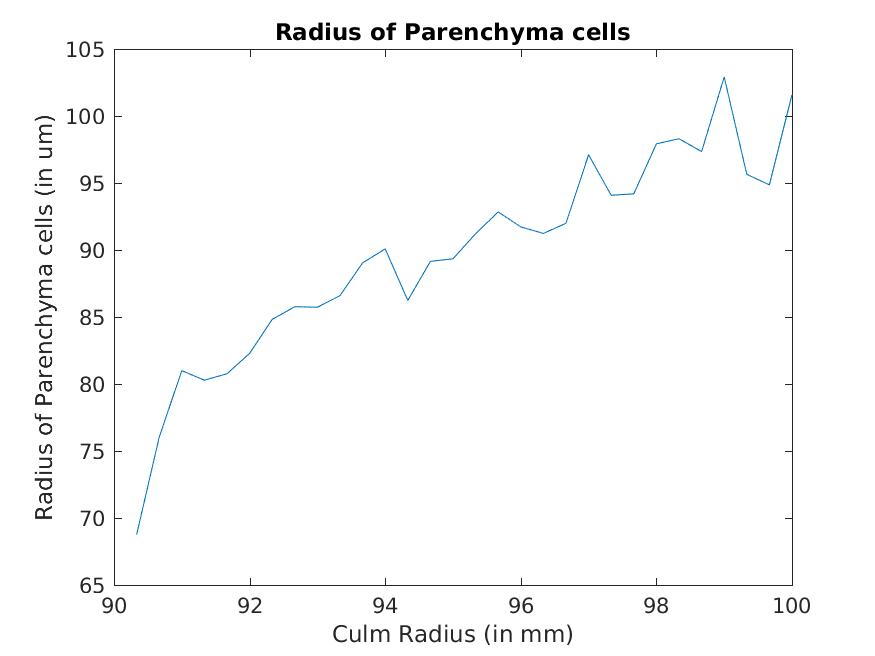 Radius of Parenchyma cells
105
100
95
90
85
80
75
70
65
Radius of Parenchyma cells (in um)
90 92 94 96 98 100
Culm Radius (in mm)